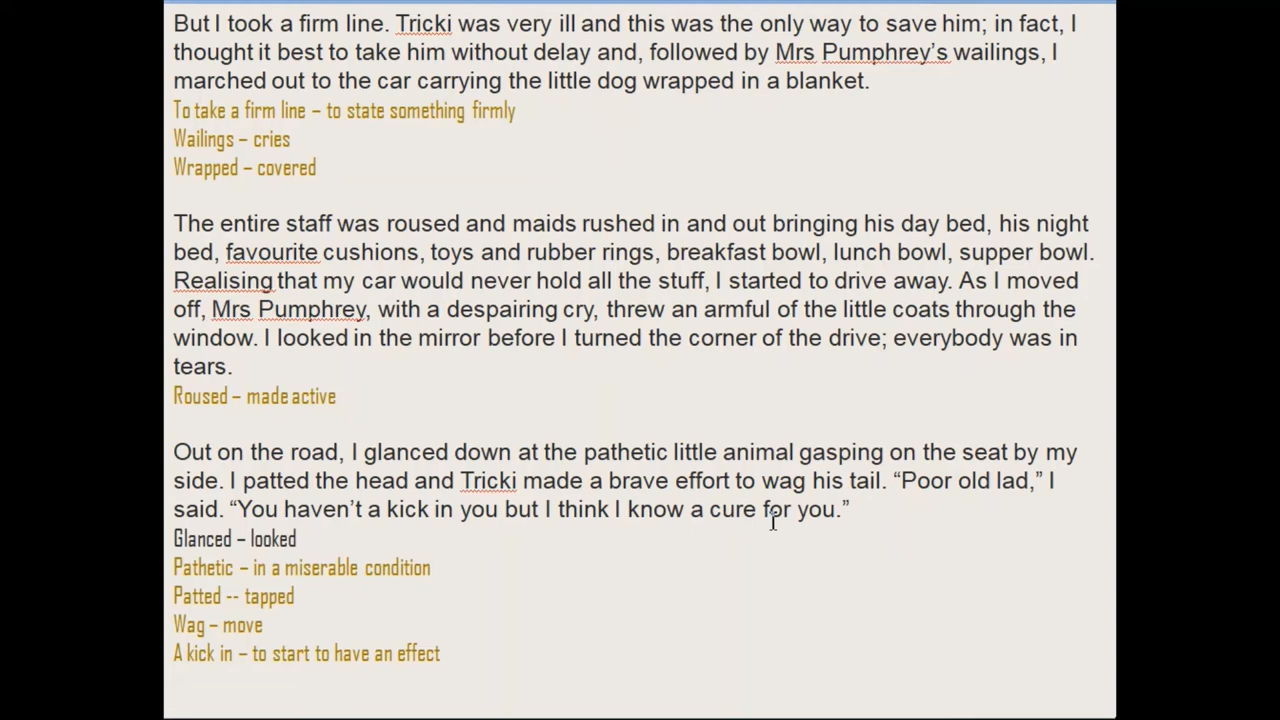 But I took a firm line. Tricki was very ill and this was the only way to save him; in fact, I
thought it best to take him without delay and, followed by Mrs Pumphrey’s wailings, I
marched out to the car carrying the little dog wrapped in a blanket.
To take a firm line – to state something firmly
Wailings – cries
Wrapped – covered
The entire staff was roused and maids rushed in and out bringing his day bed, his night
bed, favourite cushions, toys and rubber rings, breakfast bowl, lunch bowl, supper bowl.
Realising that my car would never hold all the stuff, I started to drive away. As I moved
off, Mrs Pumphrey, with a despairing cry, threw an armful of the little coats through the
window. I looked in the mirror before I turned the corner of the drive; everybody was in
tears.
Roused – made active
Out on the road, I glanced down at the pathetic little animal gasping on the seat by my
side. I patted the head and Tricki made a brave effort to wag his tail. “Poor old lad,” I
said. “You haven’t a kick in you but I think I know a cure for you.”
Glanced – looked
Pathetic – in a miserable condition
Patted -- tapped
Wag – move
A kick in – to start to have an effect